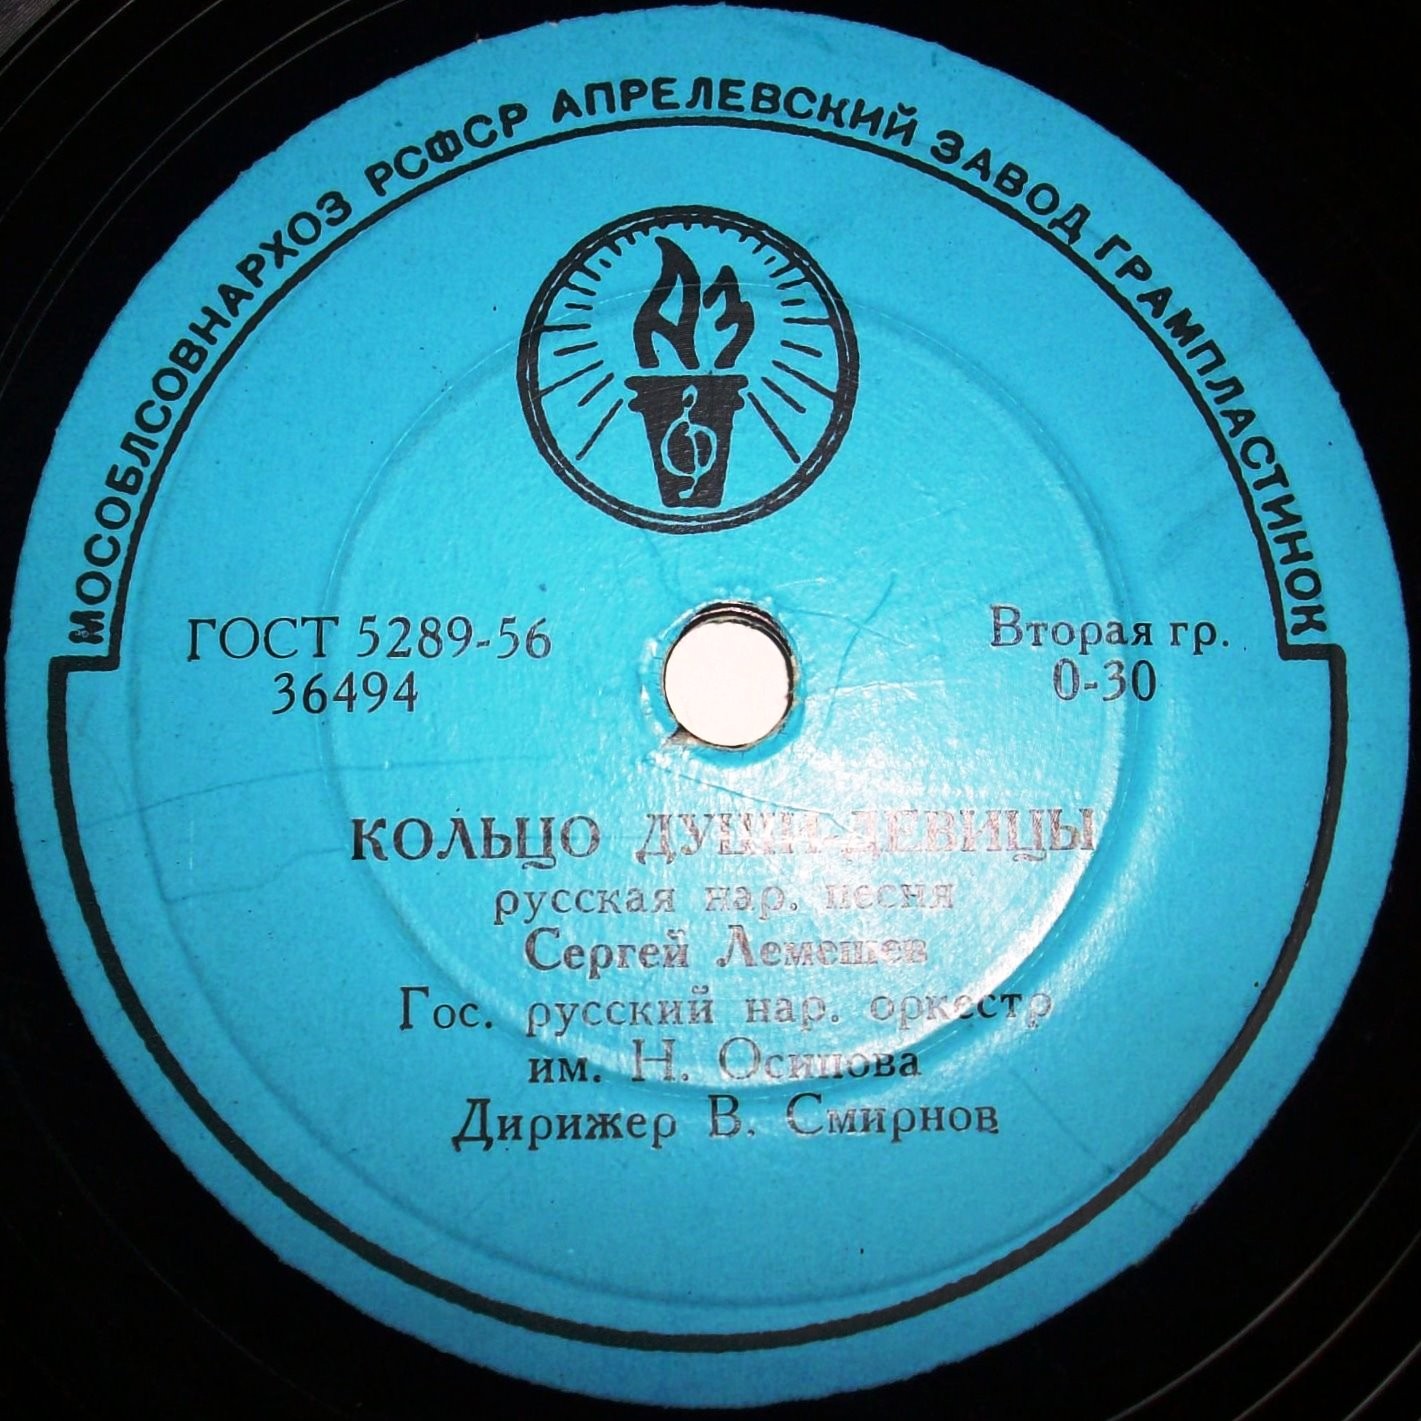 МОСОБЛСОВНАРХОЗ РСФСР АПРЕЛЕВСКИЙ ЗАВОД ГРАМПЛАСТИНОК
АЗ
ГОСТ 5289-56
36494
Вторая гр.
0-30
КОЛЬЦО ДУШИ-ДЕВИЦЫ
русская нар. песня
Сергей Лемешев
Гос. русский нар. оркестр
им. Н. Осипова
Дирижер В. Смирнов